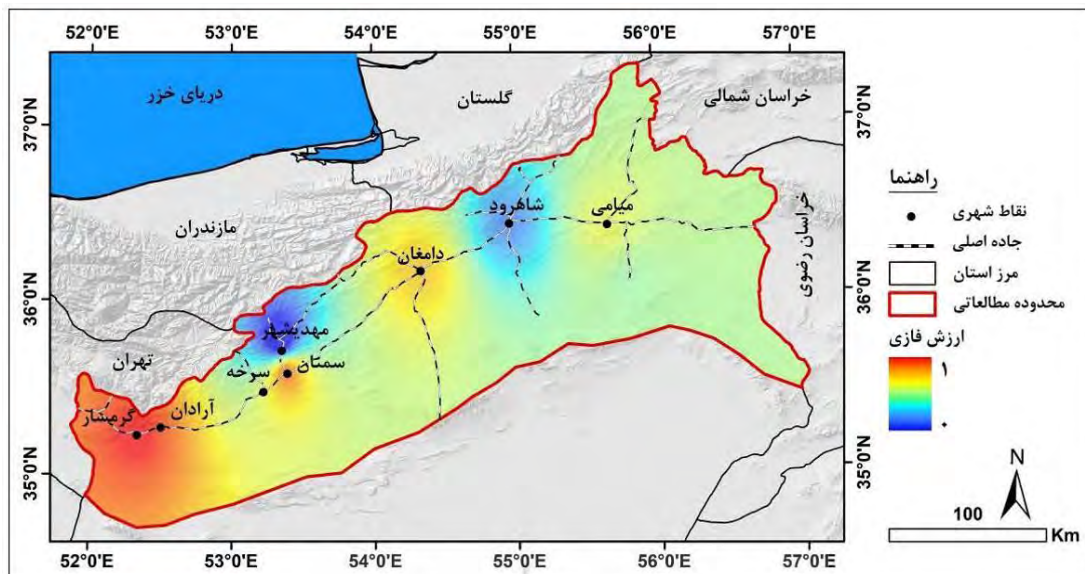 52°0'E 53°0'E 54°0'E 55°0'E 56°0'E 57°0'E
دریای خزر
گلستان
خراسان شمالی
37°0'N
37°0'N
مازندران
شاهرود
میامی
خراسان رضوی
دامغان
36°0'N
36°0'N
مهدیشهر
تهران
سمنان
سرخه
آرادان
گرمسار
35°0'N
35°0'N
52°0'E 53°0'E 54°0'E 55°0'E 56°0'E 57°0'E
راهنما
نقاط شهری
جاده اصلی
مرز استان
محدوده مطالعاتی
ارزش فازی
۱
۰
N
100
Km